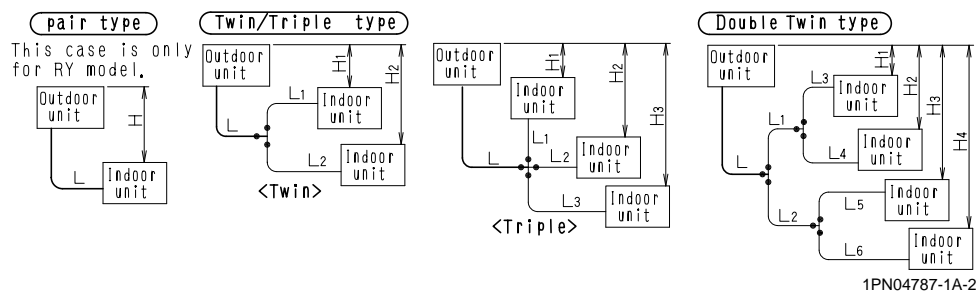 pair type
This case is only
for RY model.
Outdoor
unit
H
L
Indoor
unit
Twin/Triple type
Outdoor
unit
H1
H2
L1
Indoor
unit
L
L2
Indoor
unit
<Twin>
Outdoor
unit
H1
H2
H3
Indoor
unit
L1
L
L2
Indoor
unit
L3
Indoor
unit
<Triple>
Double Twin type
Outdoor
unit
H1
H2
H3
H4
L3
Indoor
unit
L1
L4
Indoor
unit
L
L2
L5
Indoor
unit
L6
Indoor
unit
1PN04787-1A-2